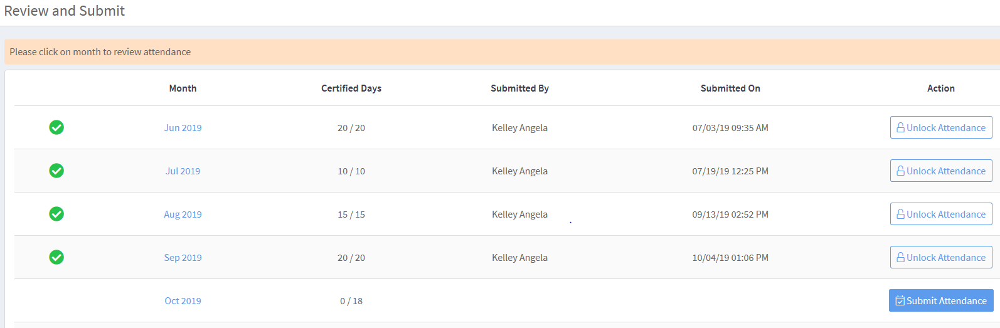 Review and Submit
Please click on month to review attendance
Month Certified Days Submitted By Submitted On Action
Jun 2019 20 / 20 Kelley Angela 07/03/19 09:35 AM Unlock Attendance
Jul 2019 10 / 10 Kelley Angela 07/19/19 12:25 PM Unlock Attendance
Aug 2019 15 / 15 Kelley Angela 09/13/19 02:52 PM Unlock Attendance
Sep 2019 20 / 20 Kelley Angela 10/04/19 01:06 PM Unlock Attendance
Oct 2019 0 / 18 Submit Attendance